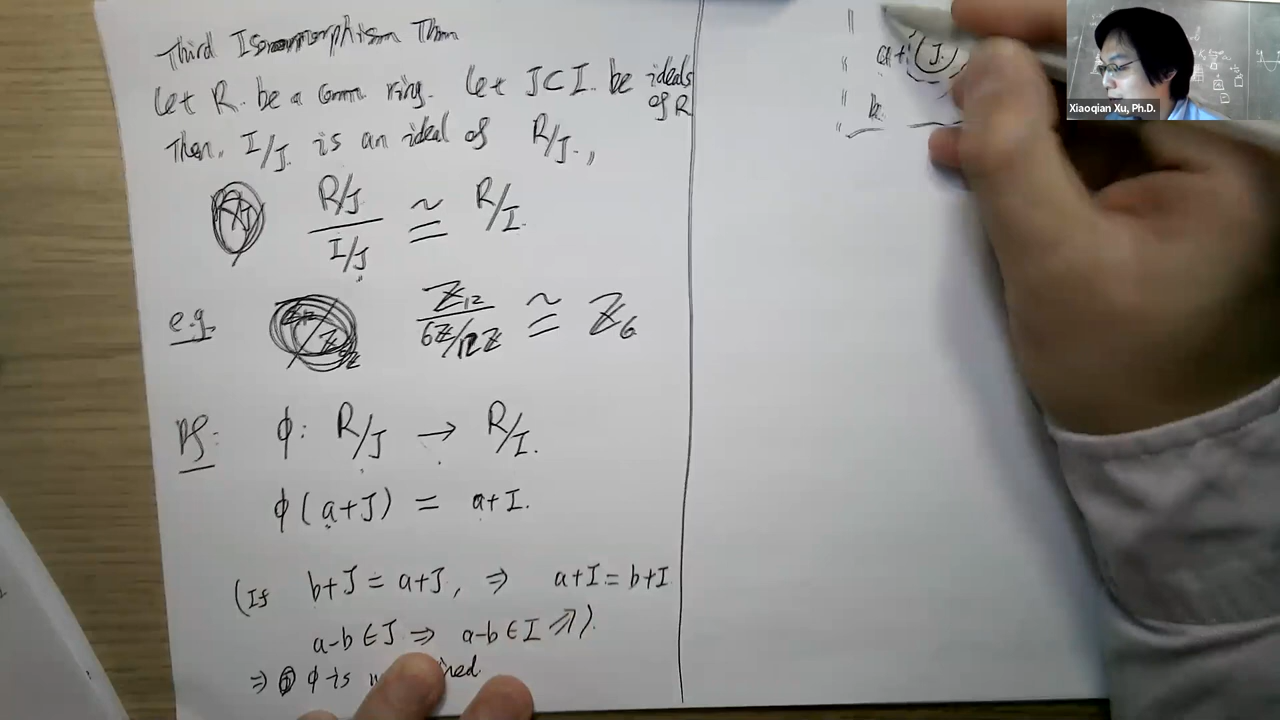 Third Isomorphism Thm
Let R be a Comm ring. Let J⊂I be ideals of R
Then, I/J is an ideal of R/J.,
R/J / I/J ≅ R/I.
e.g. Z₁₂ / 6Z/12Z ≅ Z₆
Pf: φ: R/J → R/I.
φ(a+J) = a+I.
(If b+J = a+J, ⇒ a+I = b+I
a-b∈J ⇒ a-b∈I ⇗).
⇒ φ is
a+ J
Xiaoqian Xu, Ph.D.